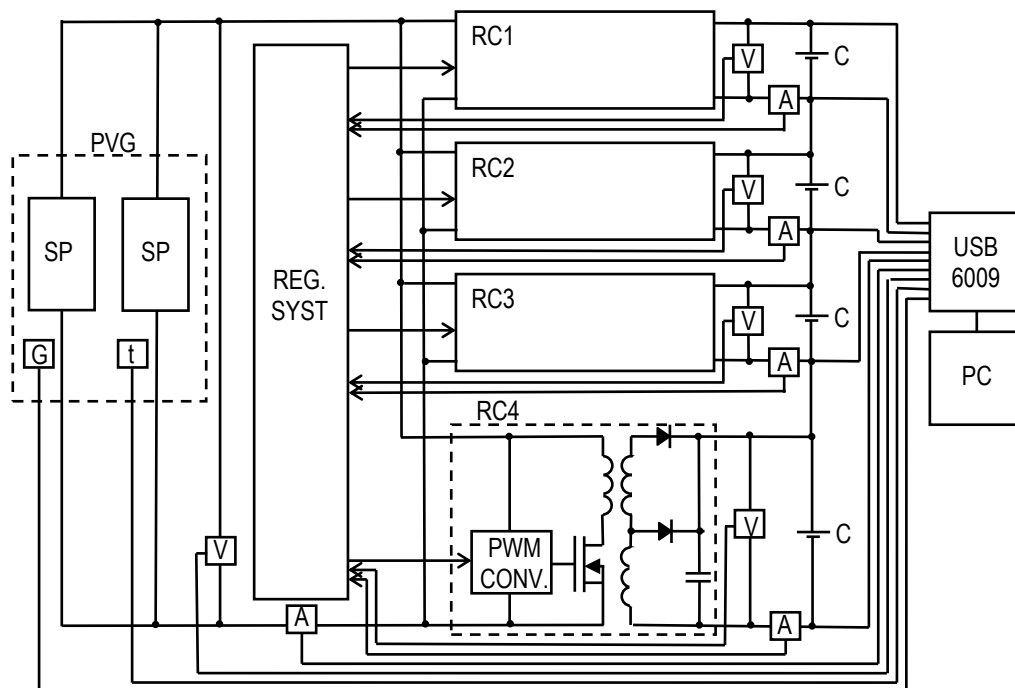 RC1
V
C
A
PVG
RC2
V
C
A
SP
SP
USB
6009
REG.
SYST
RC3
V
C
G
t
A
PC
RC4
V
C
V
PWM
CONV.
A
A